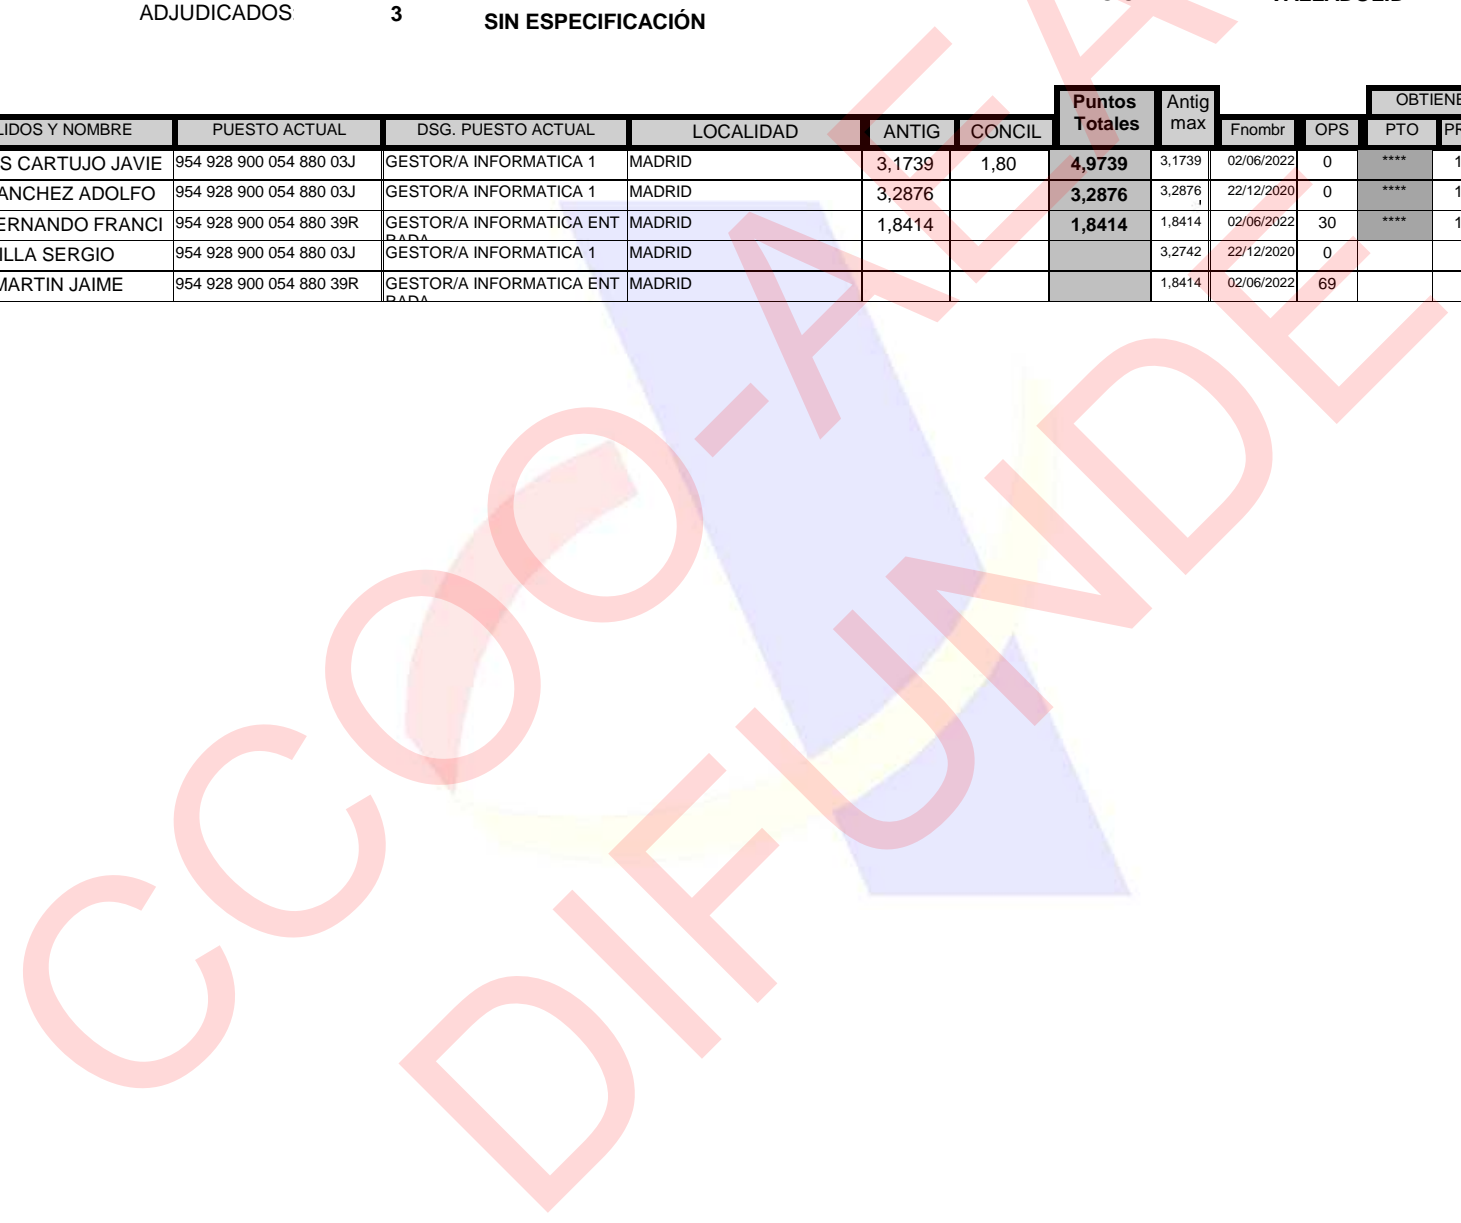 ADJUDICADOS 3 SIN ESPECIFICACIÓN
Puntos Totales Antig max OBTIENE
LIDOS Y NOMBRE PUESTO ACTUAL DSG. PUESTO ACTUAL LOCALIDAD ANTIG CONCIL Fnombr OPS PTO PR
S CARTUJO JAVIE 954 928 900 054 880 03J GESTOR/A INFORMATICA 1 MADRID 3,1739 1,80 4,9739 3,1739 02/06/2022 0 **** 1
ANCHEZ ADOLFO 954 928 900 054 880 03J GESTOR/A INFORMATICA 1 MADRID 3,2876 3,2876 3,2876 22/12/2020 0 **** 1
ERNANDO FRANCI 954 928 900 054 880 39R GESTOR/A INFORMATICA ENT MADRID 1,8414 1,8414 1,8414 02/06/2022 30 **** 1
ILLA SERGIO 954 928 900 054 880 03J GESTOR/A INFORMATICA 1 MADRID 3,2742 22/12/2020 0
MARTIN JAIME 954 928 900 054 880 39R GESTOR/A INFORMATICA ENT MADRID 1,8414 02/06/2022 69
CCOO-AEA
DIFUNDE